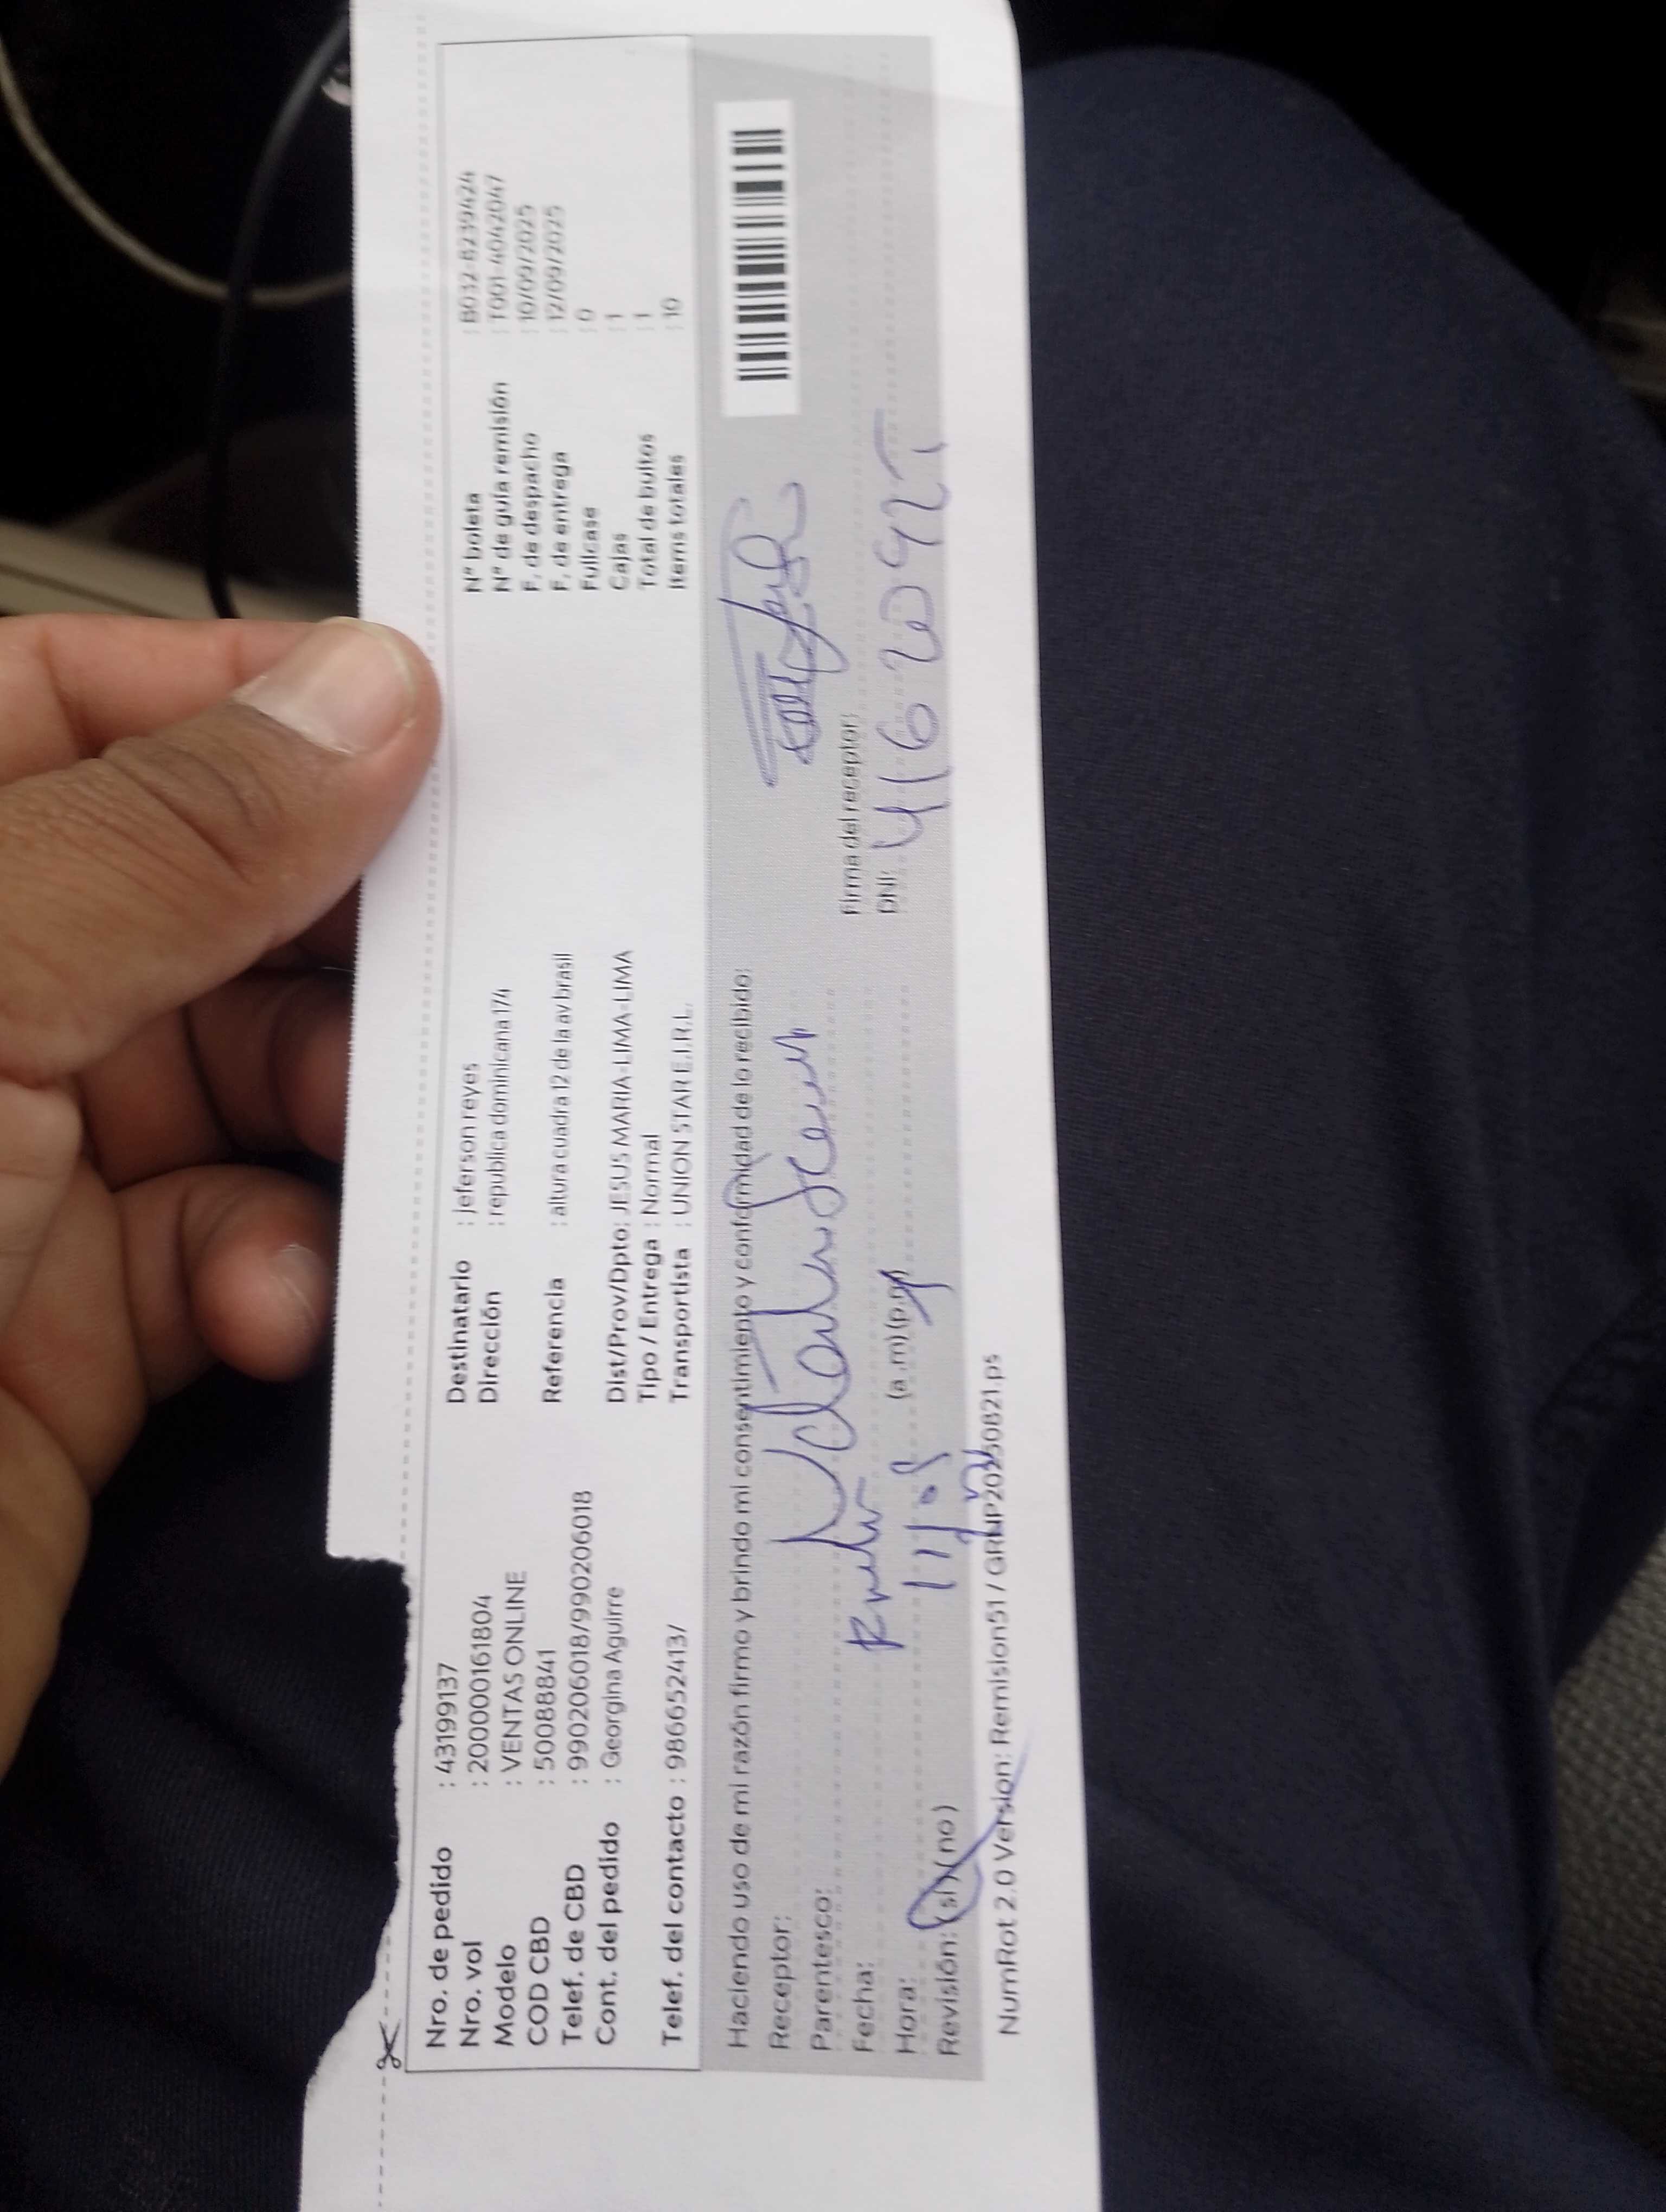 Nro. de pedido : 43199137
Nro. vol : 2000000161804
Modelo : VENTAS ONLINE
COD CBD : 50088841
Telef. de CBD : 990206018/990206018
Cont. del pedido : Georgina Aguirre
Telef. del contacto : 986652413/
Destinatario : jeferson reyes
Dirección : republica dominicana 174
Referencia : altura cuadra 12 de la av brasil
Dist/Prov/Dpto: JESUS MARIA-LIMA-LIMA
Tipo / Entrega : Normal
Transportista : UNION STAR E.I.R.L.
N° boleta : B032-8239424
N° de guía remisión : T001-4042047
F. de despacho : 10/09/2025
F. de entrega : 12/09/2025
Fullcase : 0
Cajas : 1
Total de bultos : 1
Items totales : 10
Haciendo uso de mi razón firmo y brindo mi consentimiento y conformidad de lo recibido:
Receptor:
Parentesco:
Fecha: 11/09
Hora: (a.m)(p.m)
Revisión: (si)(no)
Firma del receptor:
DNI:
NumRot 2.0 Version: Remision51 / GRNP20250821.ps